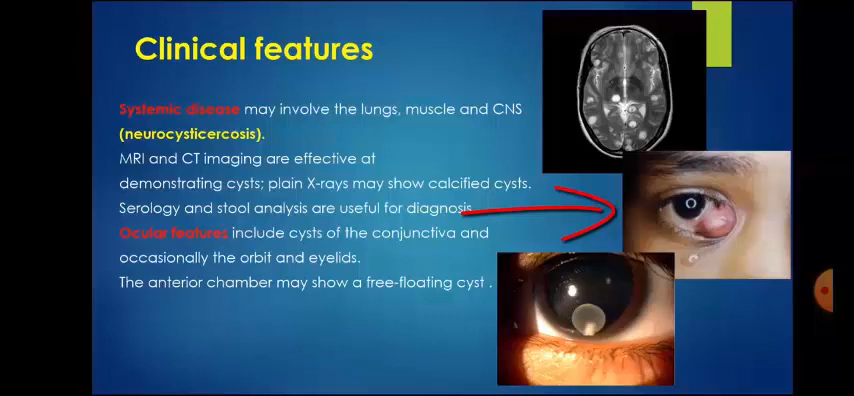 Clinical features
Systemic disease may involve the lungs, muscle and CNS
(neurocysticercosis).
MRI and CT imaging are effective at
demonstrating cysts; plain X-rays may show calcified cysts.
Serology and stool analysis are useful for diagnosis
Ocular features include cysts of the conjunctiva and
occasionally the orbit and eyelids.
The anterior chamber may show a free-floating cyst .